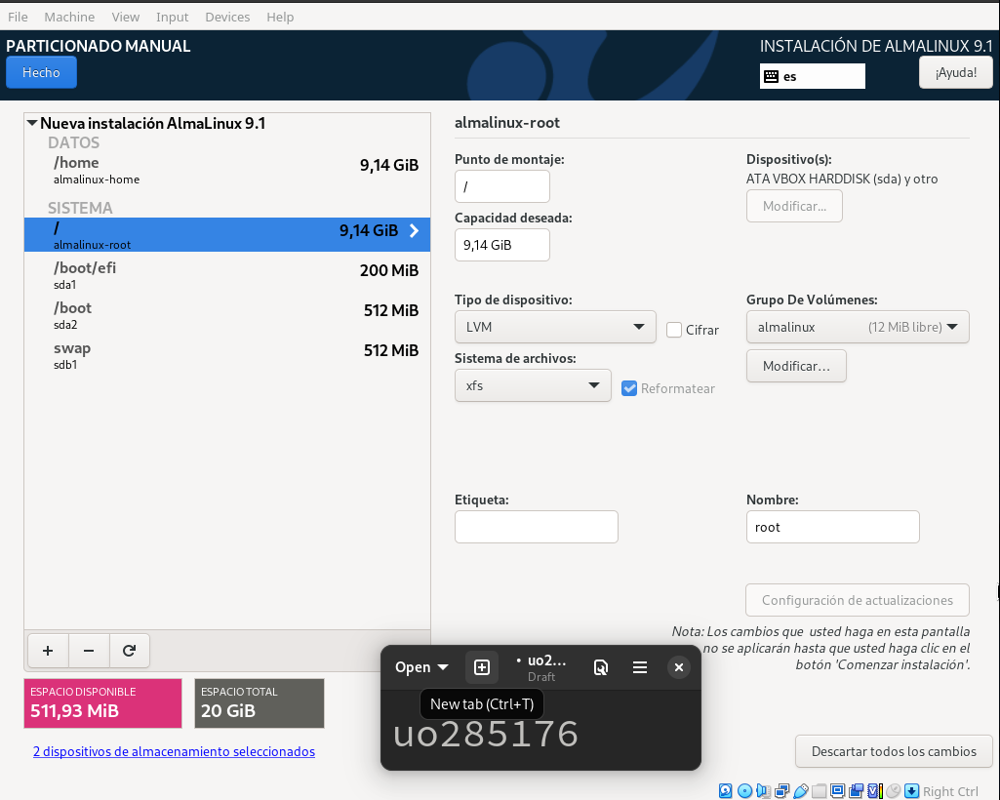 File Machine View Input Devices Help
PARTICIONADO MANUAL
INSTALACIÓN DE ALMALINUX 9.1
Hecho
es
¡Ayuda!
Nueva instalación AlmaLinux 9.1
DATOS
/home
9,14 GiB
almalinux-home
SISTEMA
/
9,14 GiB
almalinux-root
/boot/efi
200 MiB
sda1
/boot
512 MiB
sda2
swap
512 MiB
sdb1
almalinux-root
Punto de montaje:
/
Dispositivo(s):
ATA VBOX HARDDISK (sda) y otro
Modificar...
Capacidad deseada:
9,14 GiB
Tipo de dispositivo:
LVM
Cifrar
Grupo De Volúmenes:
almalinux (12 MiB libre)
Modificar...
Sistema de archivos:
xfs
Reformatear
Etiqueta:
Nombre:
root
Configuración de actualizaciones
Nota: Los cambios que usted haga en esta pantalla
no se aplicarán hasta que usted haga clic en el
botón 'Comenzar instalación'.
+ −
ESPACIO DISPONIBLE
511,93 MiB
ESPACIO TOTAL
20 GiB
2 dispositivos de almacenamiento seleccionados
Open
• uo2...
Draft
New tab (Ctrl+T)
uo285176
Descartar todos los cambios
Right Ctrl